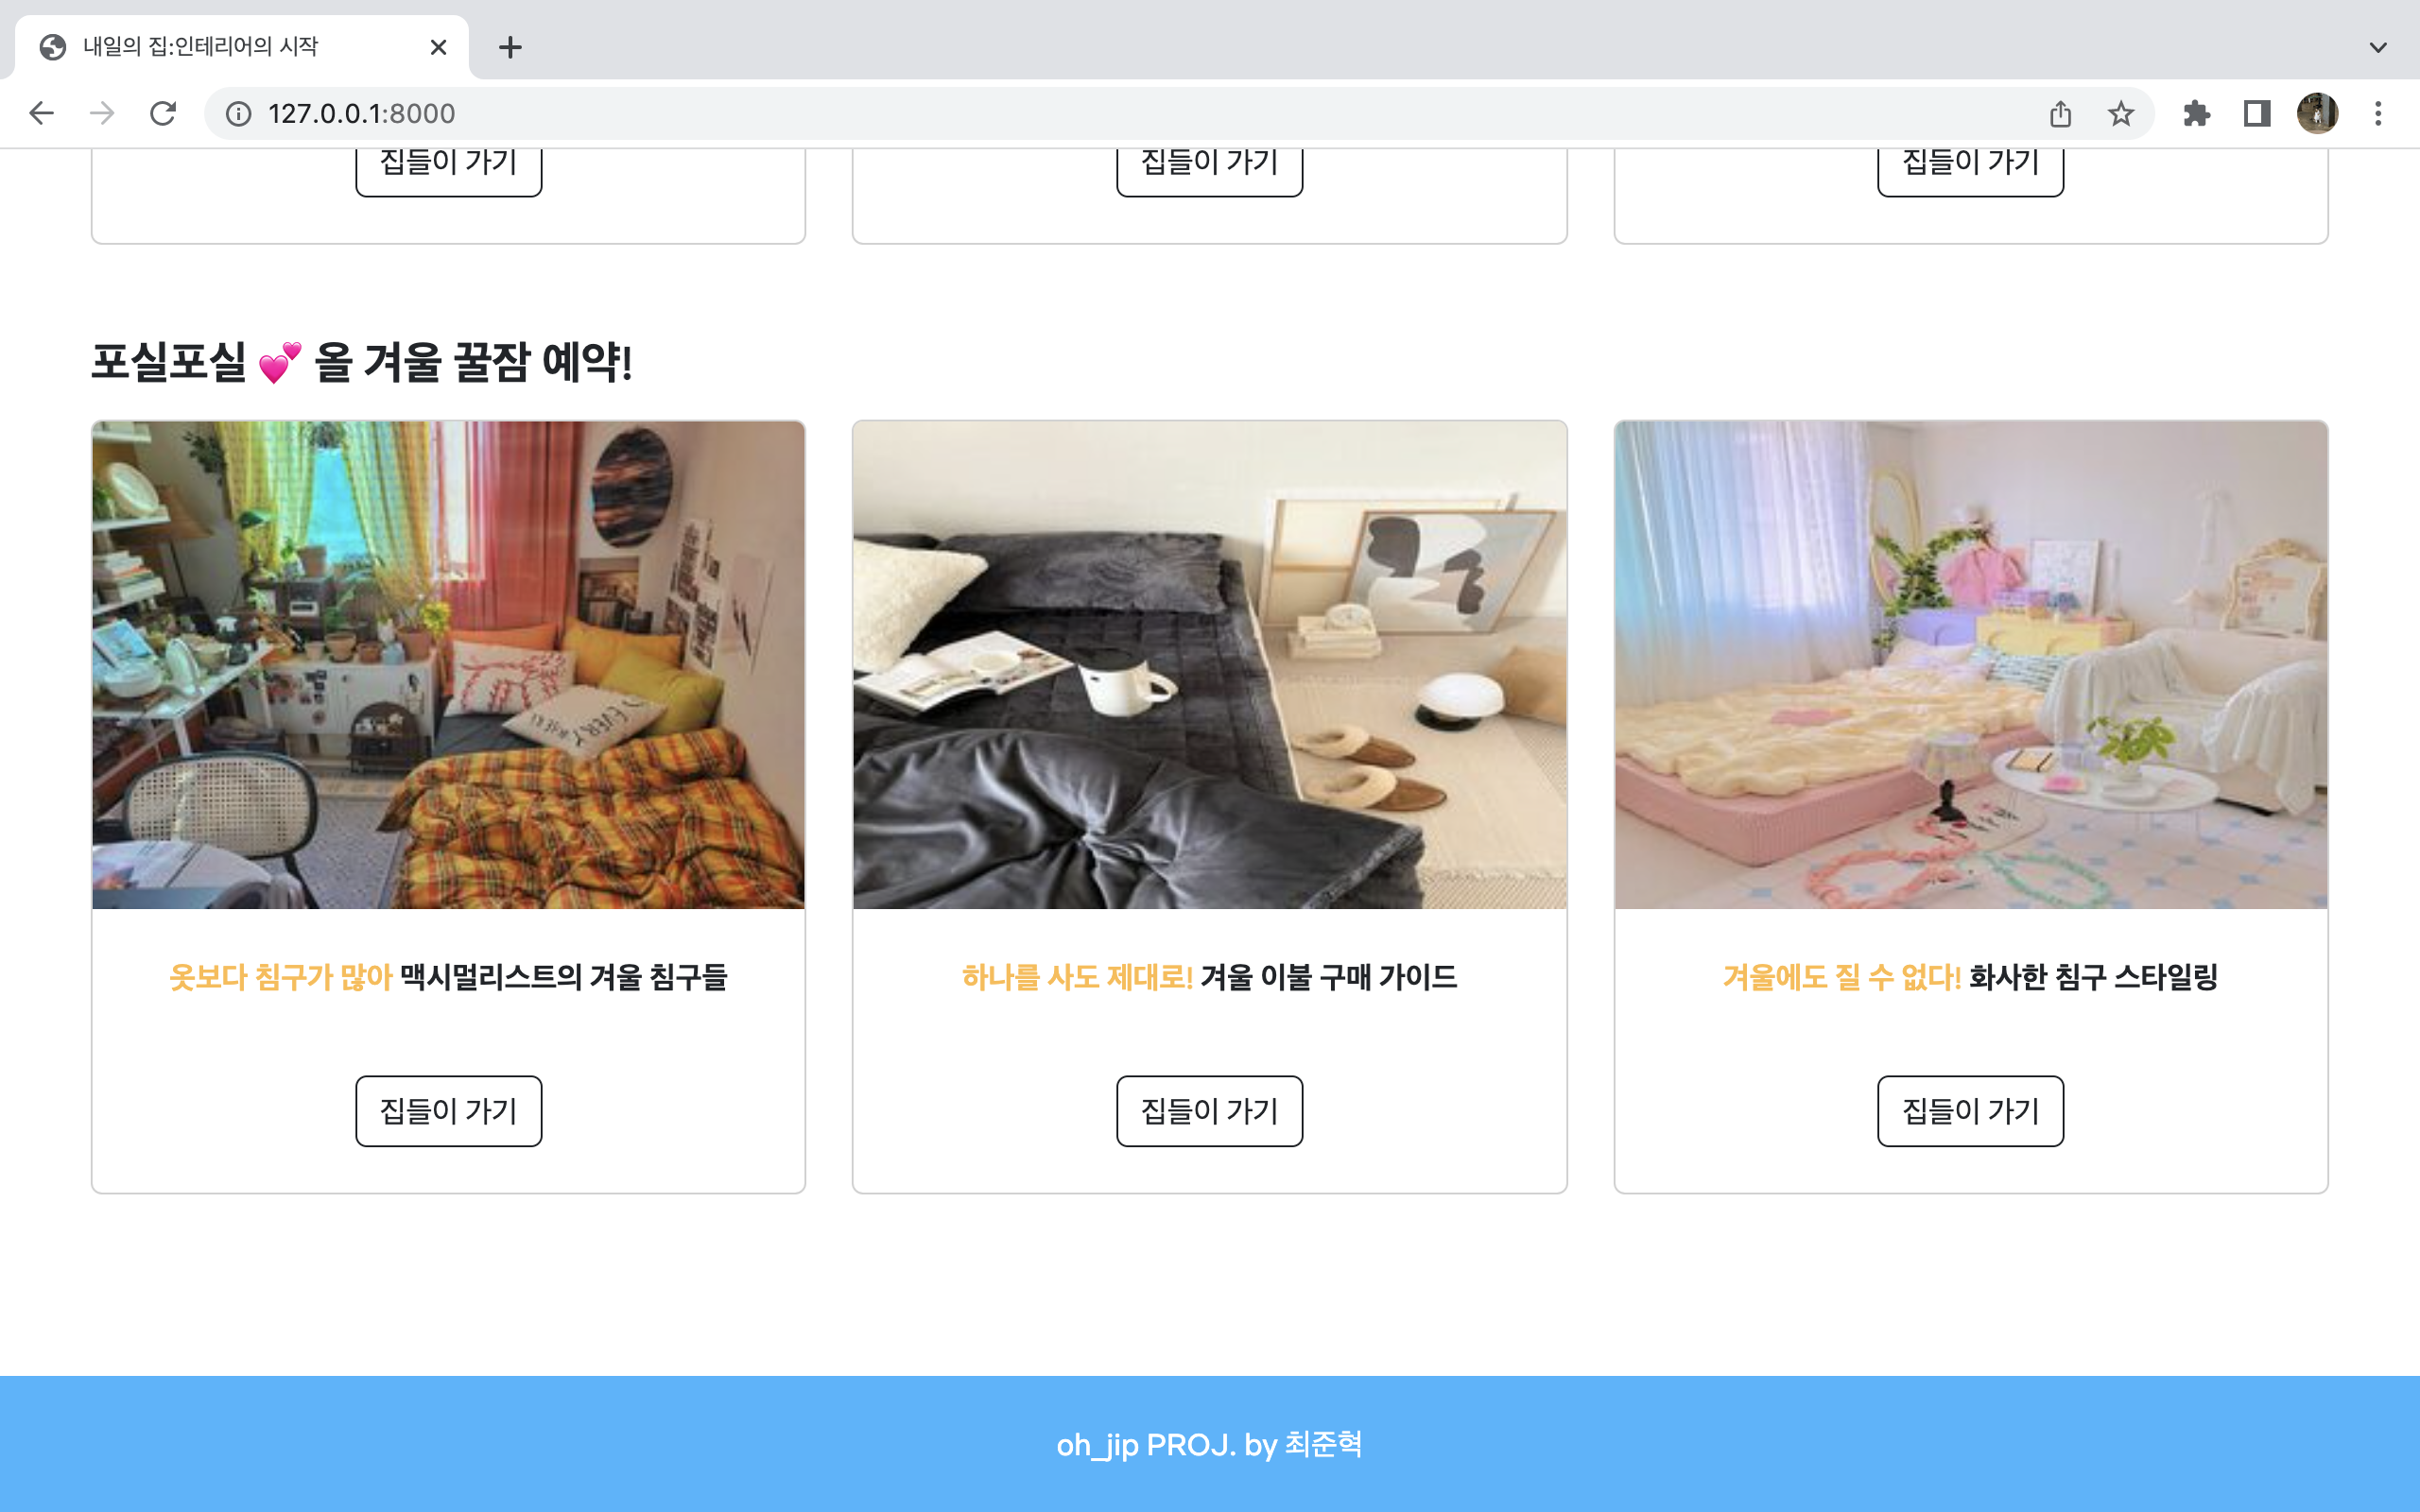 내일의 집:인테리어의 시작
127.0.0.1:8000
집들이 가기
집들이 가기
집들이 가기
포실포실 💕 올 겨울 꿀잠 예약!
옷보다 침구가 많아 맥시멀리스트의 겨울 침구들
하나를 사도 제대로! 겨울 이불 구매 가이드
겨울에도 질 수 없다! 화사한 침구 스타일링
집들이 가기
집들이 가기
집들이 가기
oh_jip PROJ. by 최준혁